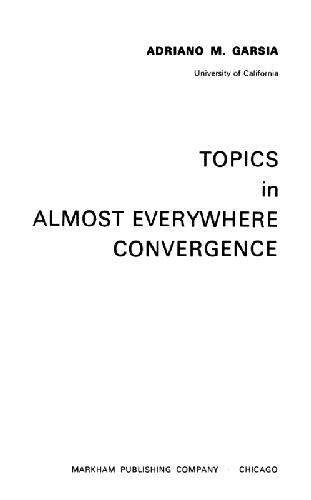 ADRIANO M. GARSIA
University of California
TOPICS
in
ALMOST EVERYWHERE
CONVERGENCE
MARKHAM PUBLISHING COMPANY · CHICAGO